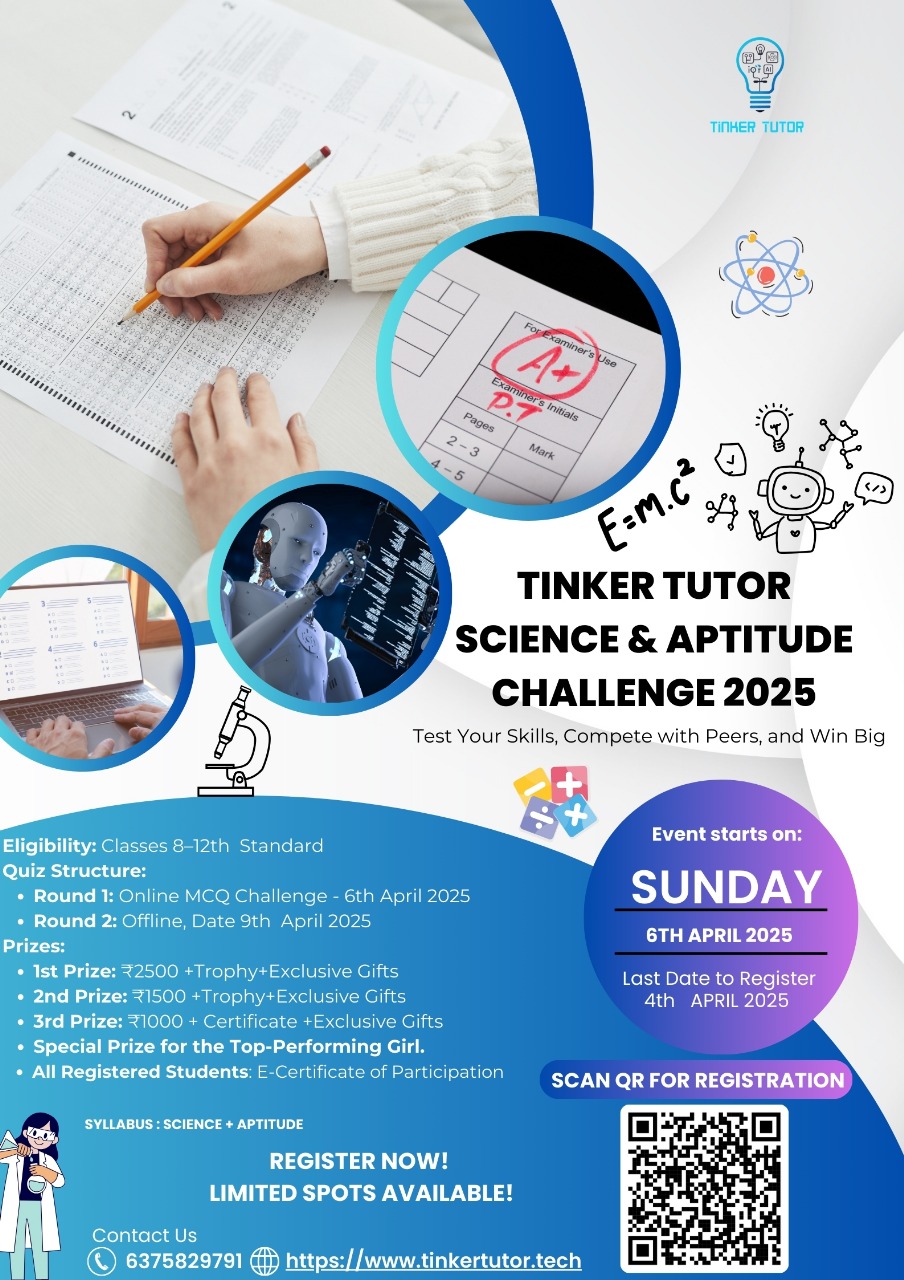 TINKER TUTOR
2
2
For Examiner's Use
A+
Examiner's Initials
P.T
Pages
Mark
2 – 3
4 – 5
E=m.c²
TINKER TUTOR
SCIENCE & APTITUDE
CHALLENGE 2025
Test Your Skills, Compete with Peers, and Win Big
Eligibility: Classes 8–12th Standard
Quiz Structure:
• Round 1: Online MCQ Challenge - 6th April 2025
• Round 2: Offline, Date 9th April 2025
Prizes:
• 1st Prize: ₹2500 +Trophy+Exclusive Gifts
• 2nd Prize: ₹1500 +Trophy+Exclusive Gifts
• 3rd Prize: ₹1000 + Certificate +Exclusive Gifts
• Special Prize for the Top-Performing Girl.
• All Registered Students: E-Certificate of Participation
Event starts on:
SUNDAY
6TH APRIL 2025
Last Date to Register
4th APRIL 2025
SCAN QR FOR REGISTRATION
SYLLABUS : SCIENCE + APTITUDE
REGISTER NOW!
LIMITED SPOTS AVAILABLE!
Contact Us
6375829791 https://www.tinkertutor.tech